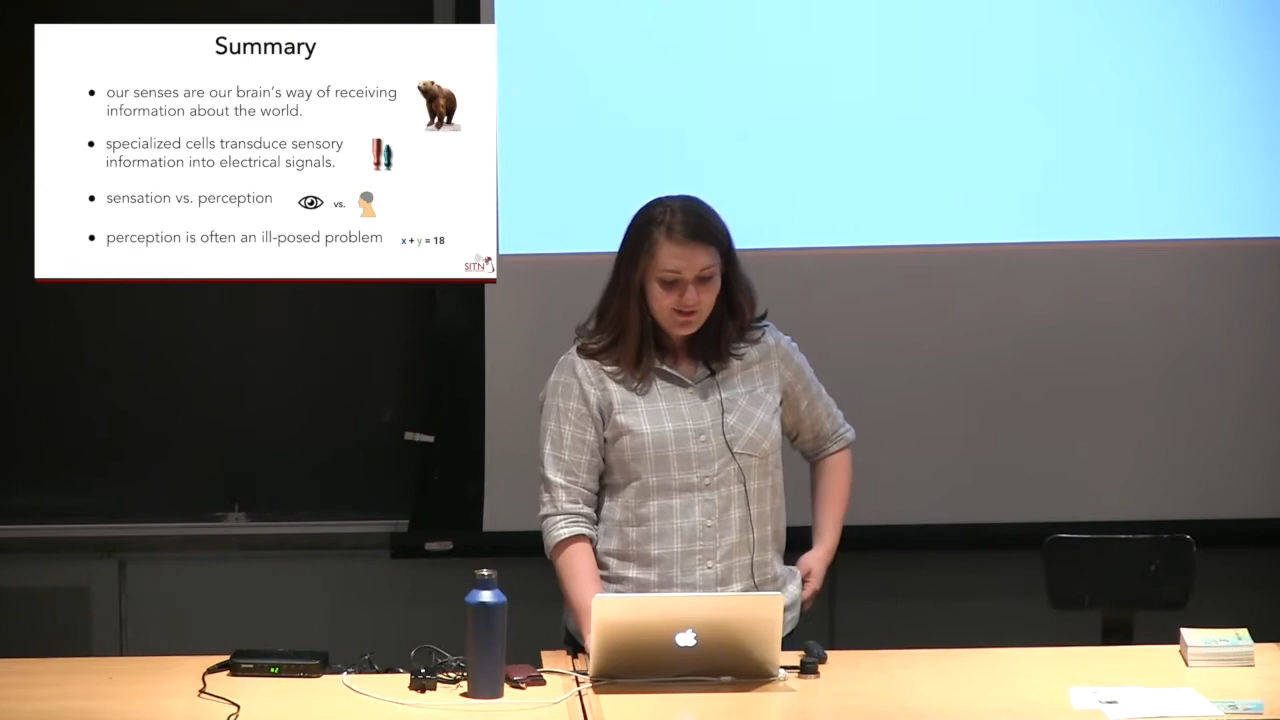 Summary
• our senses are our brain's way of receiving
information about the world.
• specialized cells transduce sensory
information into electrical signals.
• sensation vs. perception vs.
• perception is often an ill-posed problem x + y = 18
SITN